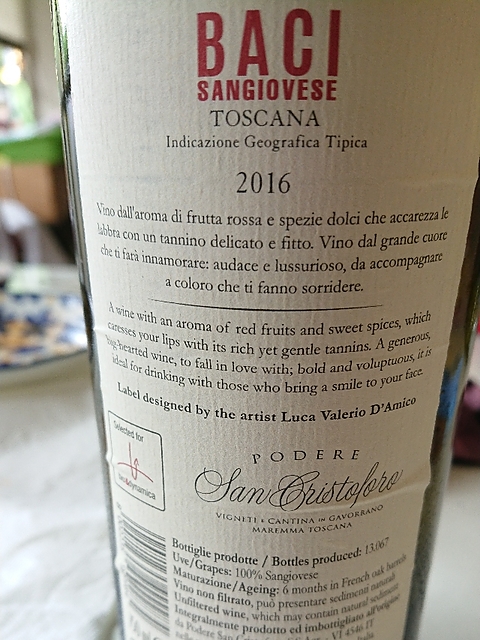 BACI
SANGIOVESE
TOSCANA
Indicazione Geografica Tipica
2016
Vino dall'aroma di frutta rossa e spezie dolci che accarezza le
labbra con un tannino delicato e fitto. Vino dal grande cuore
che ti farà innamorare: audace e lussurioso, da accompagnare
a coloro che ti fanno sorridere.
A wine with an aroma of red fruits and sweet spices, which
caresses your lips with its rich yet gentle tannins. A generous,
big-hearted wine, to fall in love with; bold and voluptuous, it is
ideal for drinking with those who bring a smile to your face.
Label designed by the artist Luca Valerio D'Amico
Selected for
PODERE
San Cristoforo
VIGNETI E CANTINA IN GAVORRANO
MAREMMA TOSCANA
Bottiglie prodotte / Bottles produced: 13.067
Uve/Grapes: 100% Sangiovese
Maturazione/Ageing: 6 months in French oak barrels
Vino non filtrato, può presentare sedimenti naturali
Unfiltered wine, which may contain natural sediment
Integralmente prodotto ed imbottigliato all'origine
da Podere San